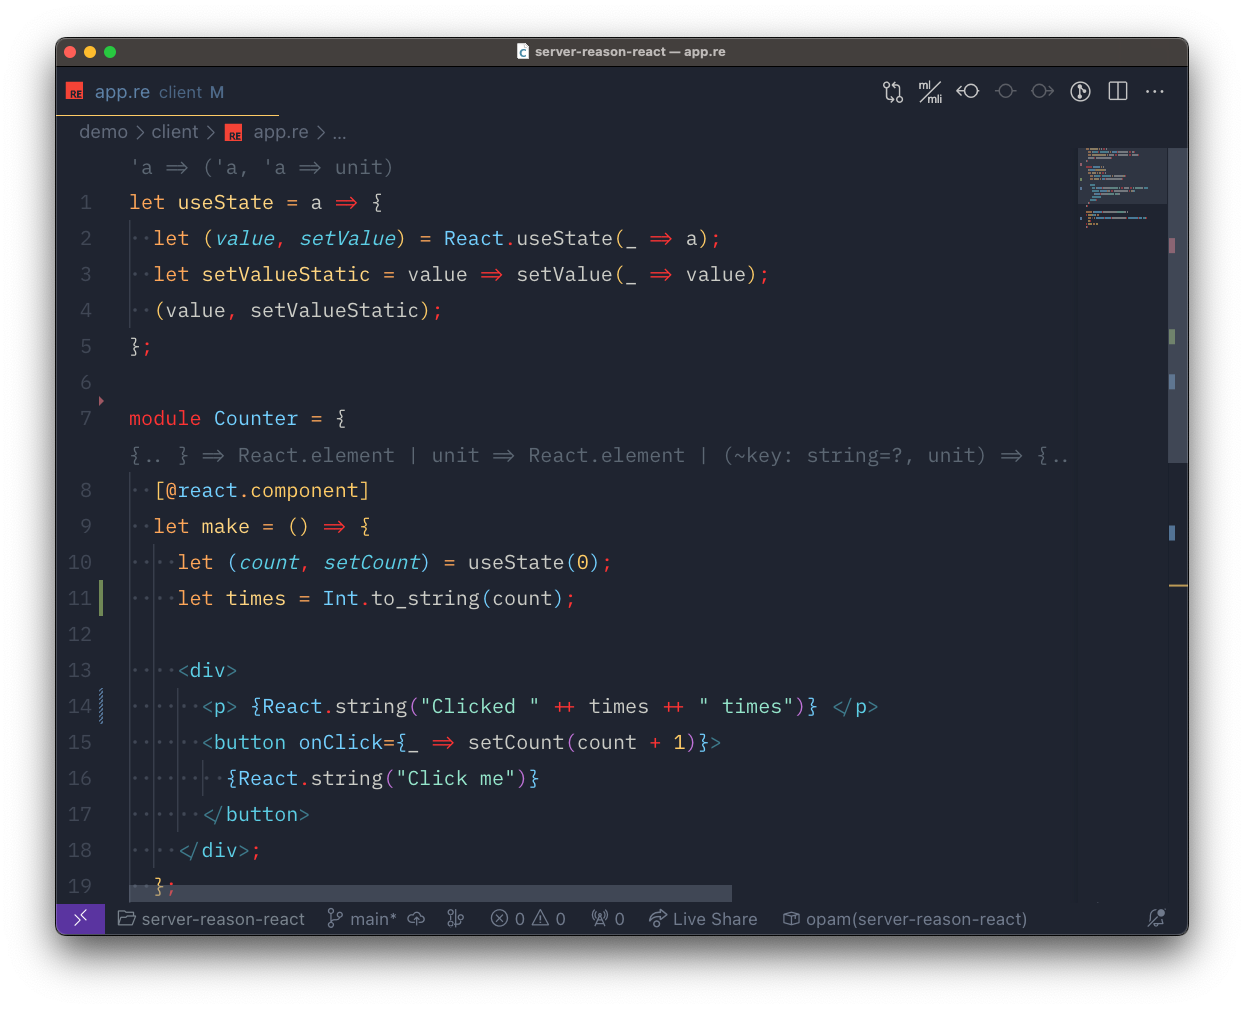 server-reason-react — app.re
RE app.re client M
ml/mli
demo > client > RE app.re > ...
'a => ('a, 'a => unit)
1 let useState = a => {
2 ··let (value, setValue) = React.useState(_ => a);
3 ··let setValueStatic = value => setValue(_ => value);
4 ··(value, setValueStatic);
5 };
6
7 module Counter = {
{.. } => React.element | unit => React.element | (~key: string=?, unit) => {..
8 ··[@react.component]
9 ··let make = () => {
10 ····let (count, setCount) = useState(0);
11 ····let times = Int.to_string(count);
12
13 ····<div>
14 ······<p> {React.string("Clicked " ++ times ++ " times")} </p>
15 ······<button onClick={_ => setCount(count + 1)}>
16 ········{React.string("Click me")}
17 ······</button>
18 ····</div>;
19 ··};
server-reason-react main* 0 0 0 Live Share opam(server-reason-react)